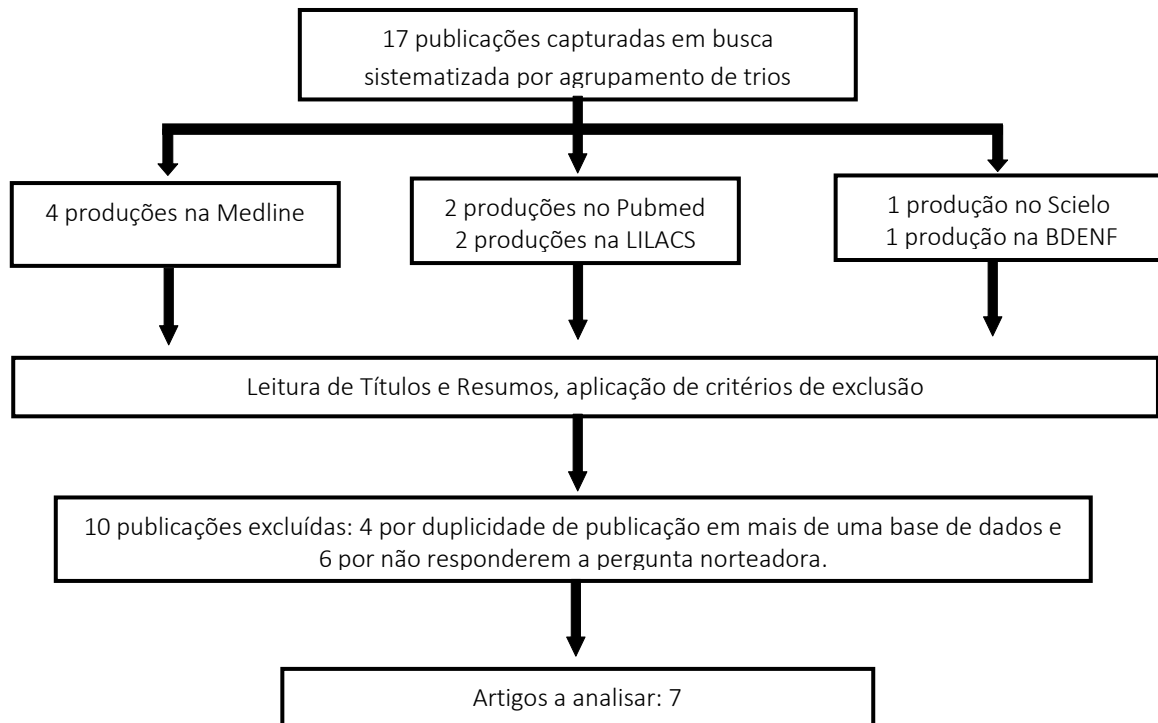 17 publicações capturadas em busca
sistematizada por agrupamento de trios
4 produções na Medline
2 produções no Pubmed
2 produções na LILACS
1 produção no Scielo
1 produção na BDENF
Leitura de Títulos e Resumos, aplicação de critérios de exclusão
10 publicações excluídas: 4 por duplicidade de publicação em mais de uma base de dados e
6 por não responderem a pergunta norteadora.
Artigos a analisar: 7